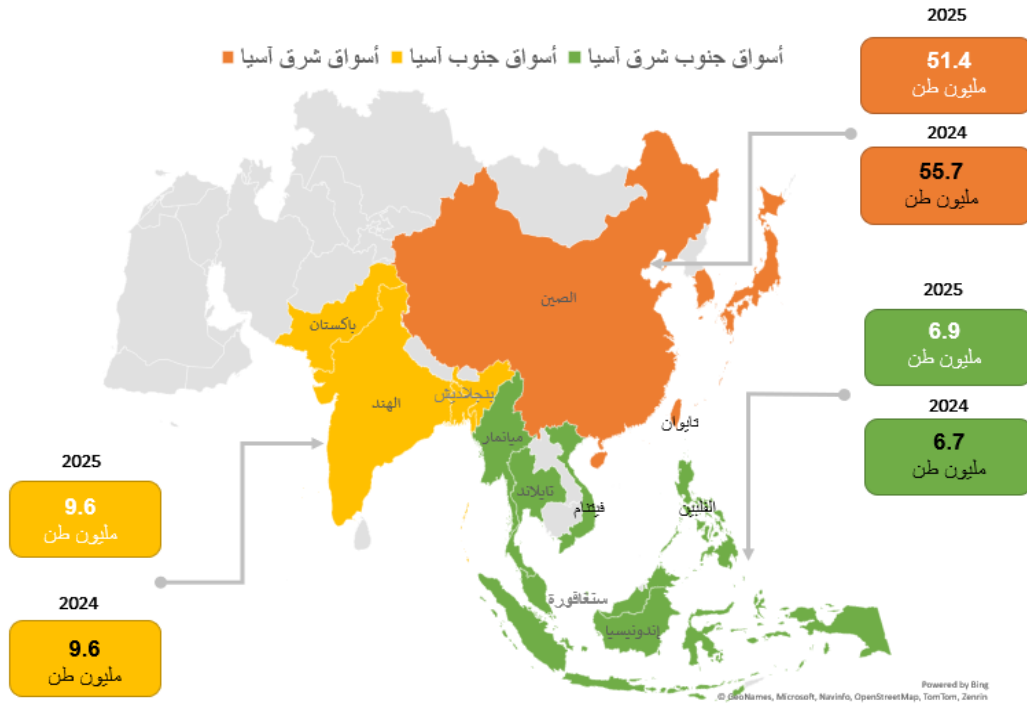 2025
51.4
مليون طن
2024
55.7
مليون طن
أسواق شرق آسيا أسواق جنوب آسيا أسواق جنوب شرق آسيا
2025
6.9
مليون طن
2024
6.7
مليون طن
الصين
باكستان
الهند
بنجلاديش
ميانمار
تايوان
تايلاند
فيتنام
الفلبين
سنغافورة
إندونيسيا
2025
9.6
مليون طن
2024
9.6
مليون طن
Powered by Bing
© GeoNames, Microsoft, Navinfo, OpenStreetMap, TomTom, Zenrin